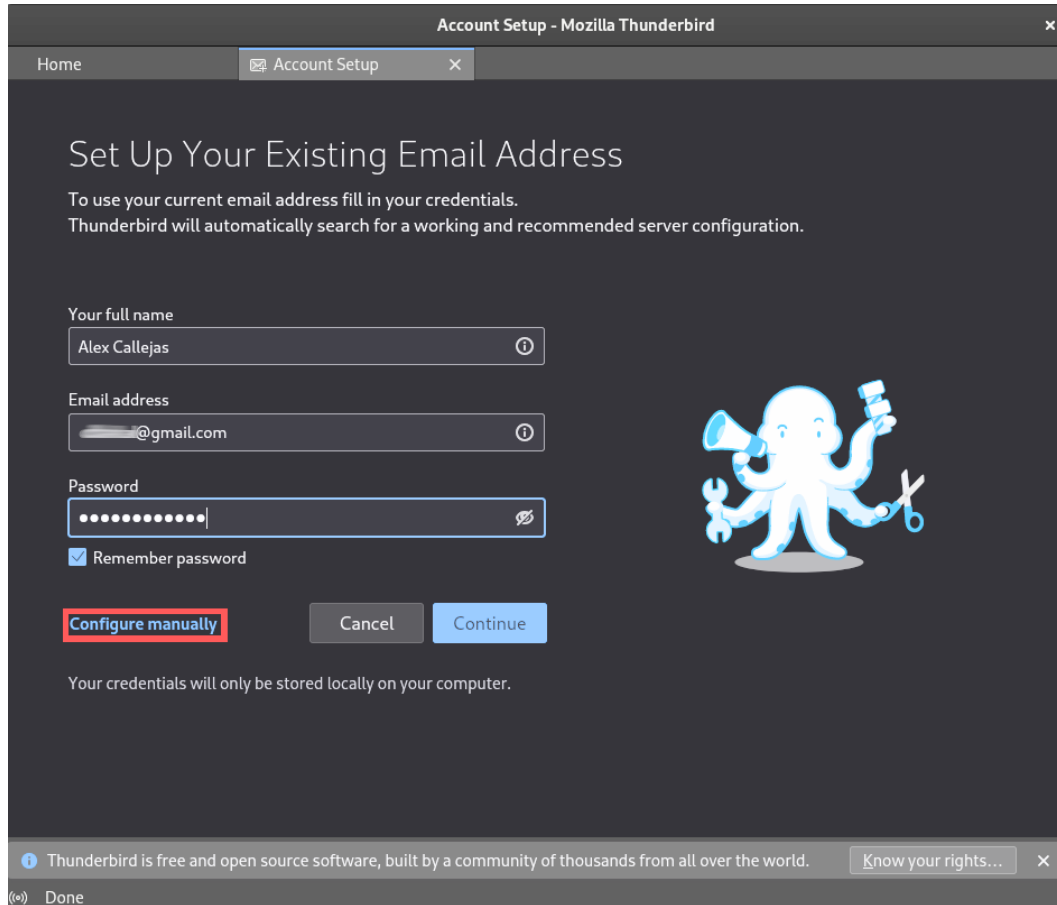 Account Setup - Mozilla Thunderbird
Home
Account Setup
Set Up Your Existing Email Address
To use your current email address fill in your credentials.
Thunderbird will automatically search for a working and recommended server configuration.
Your full name
Alex Callejas
Email address
@gmail.com
Password
Remember password
Configure manually
Cancel
Continue
Your credentials will only be stored locally on your computer.
Thunderbird is free and open source software, built by a community of thousands from all over the world.
Know your rights...
Done